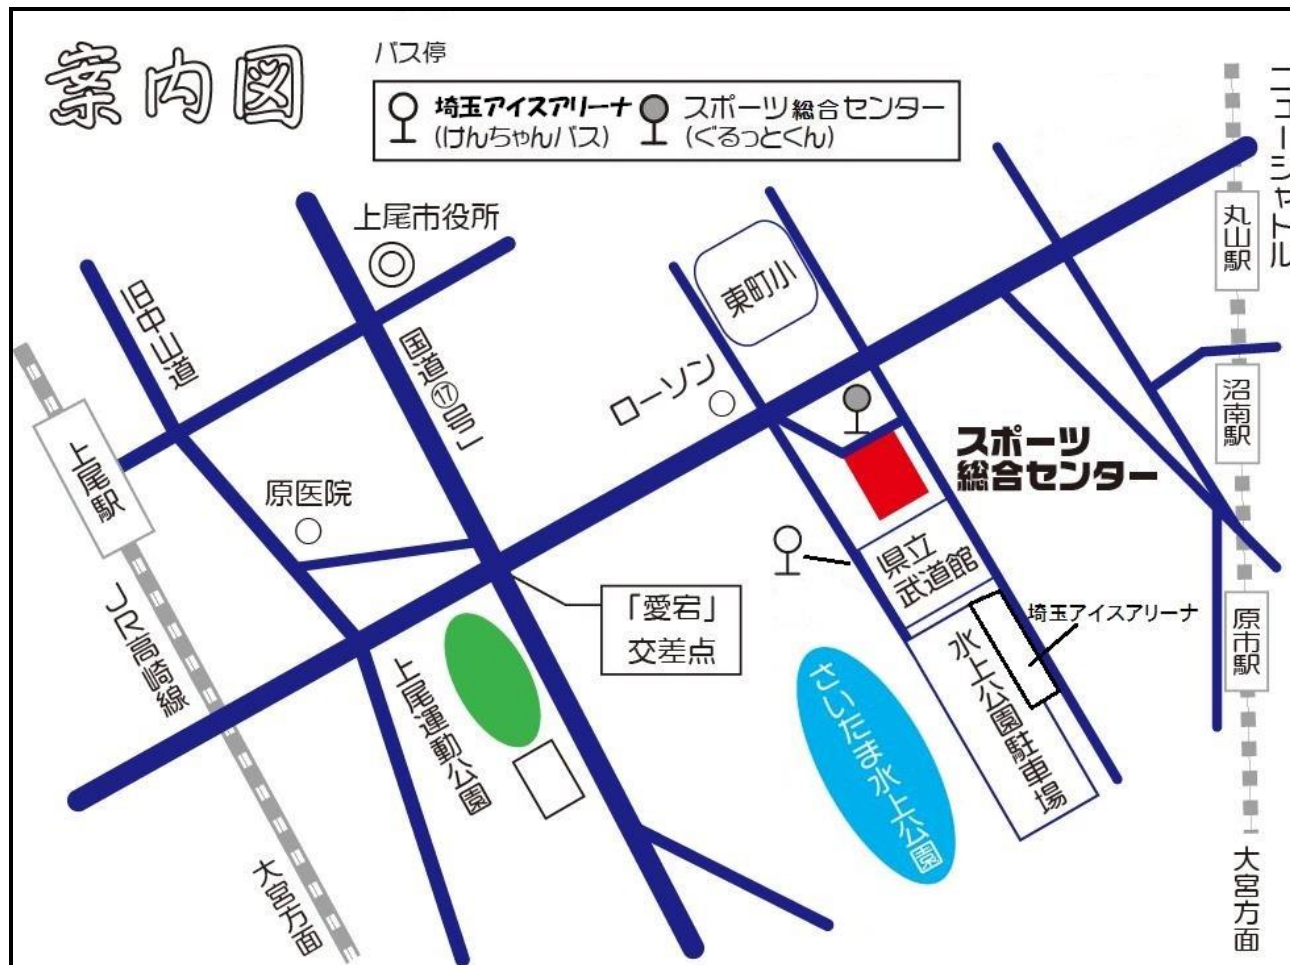 案内図
バス停
埼玉アイスアリーナ
(けんちゃんバス)
スポーツ総合センター
(ぐるっとくん)
ニューシャトル
丸山駅
上尾市役所
旧中山道
国道⑰号」
東町小
ローソン
沼南駅
上尾駅
原医院
スポーツ
総合センター
県立
武道館
「愛宕」
交差点
埼玉アイスアリーナ
原市駅
JR高崎線
上尾運動公園
さいたま水上公園
水上公園駐車場
大宮方面
大宮方面